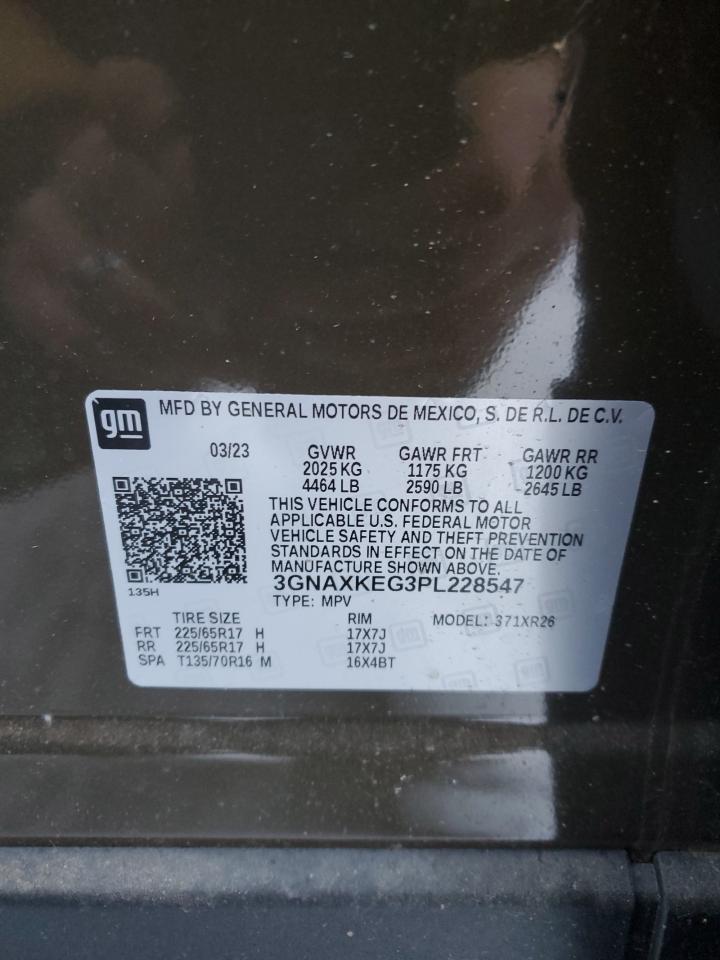 gm
MFD BY GENERAL MOTORS DE MEXICO, S. DE R.L. DE C.V.
03/23 GVWR GAWR FRT GAWR RR
2025 KG 1175 KG 1200 KG
4464 LB 2590 LB 2645 LB
THIS VEHICLE CONFORMS TO ALL
APPLICABLE U.S. FEDERAL MOTOR
VEHICLE SAFETY AND THEFT PREVENTION
STANDARDS IN EFFECT ON THE DATE OF
MANUFACTURE SHOWN ABOVE.
135H
3GNAXKEG3PL228547
TYPE: MPV
TIRE SIZE RIM MODEL: 371XR26
FRT 225/65R17 H 17X7J
RR 225/65R17 H 17X7J
SPA T135/70R16 M 16X4BT